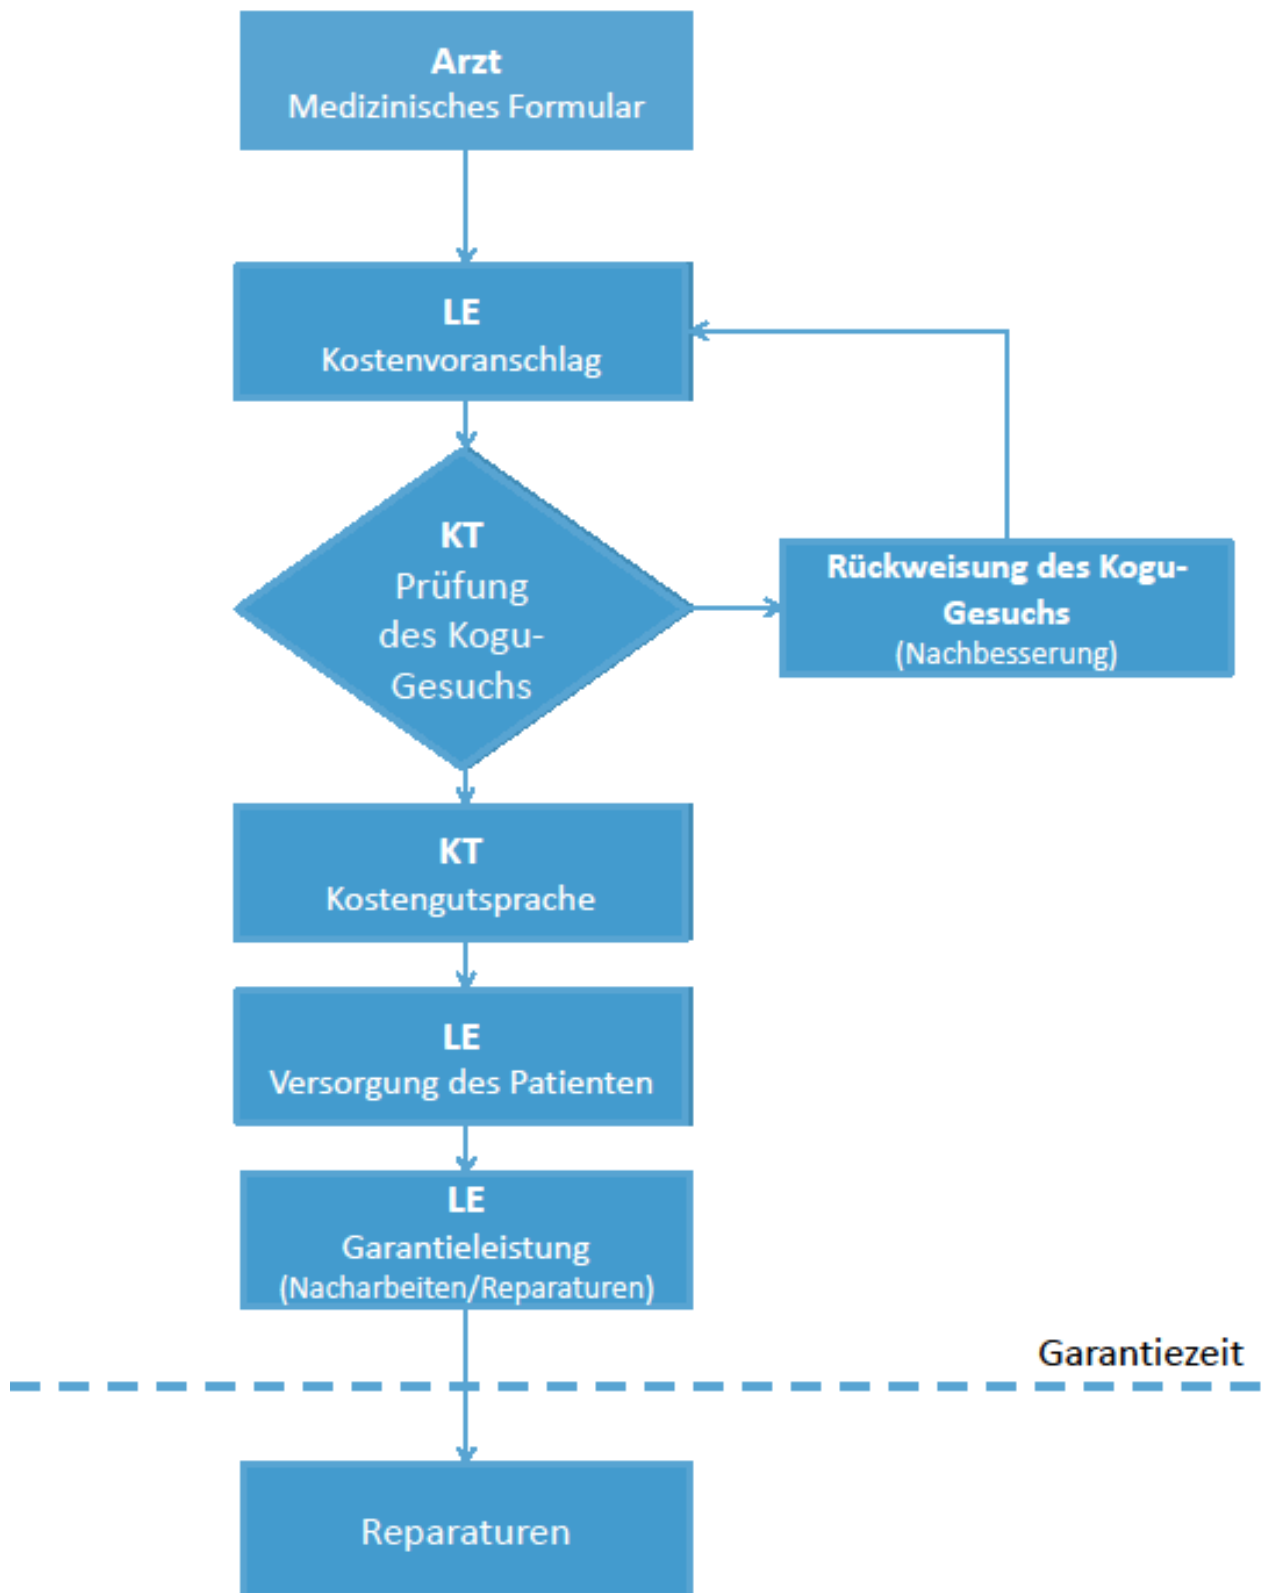 Arzt
Medizinisches Formular
LE
Kostenvoranschlag
KT
Prüfung
des Kogu-
Gesuchs
Rückweisung des Kogu-
Gesuchs
(Nachbesserung)
KT
Kostengutsprache
LE
Versorgung des Patienten
LE
Garantieleistung
(Nacharbeiten/Reparaturen)
Garantiezeit
Reparaturen